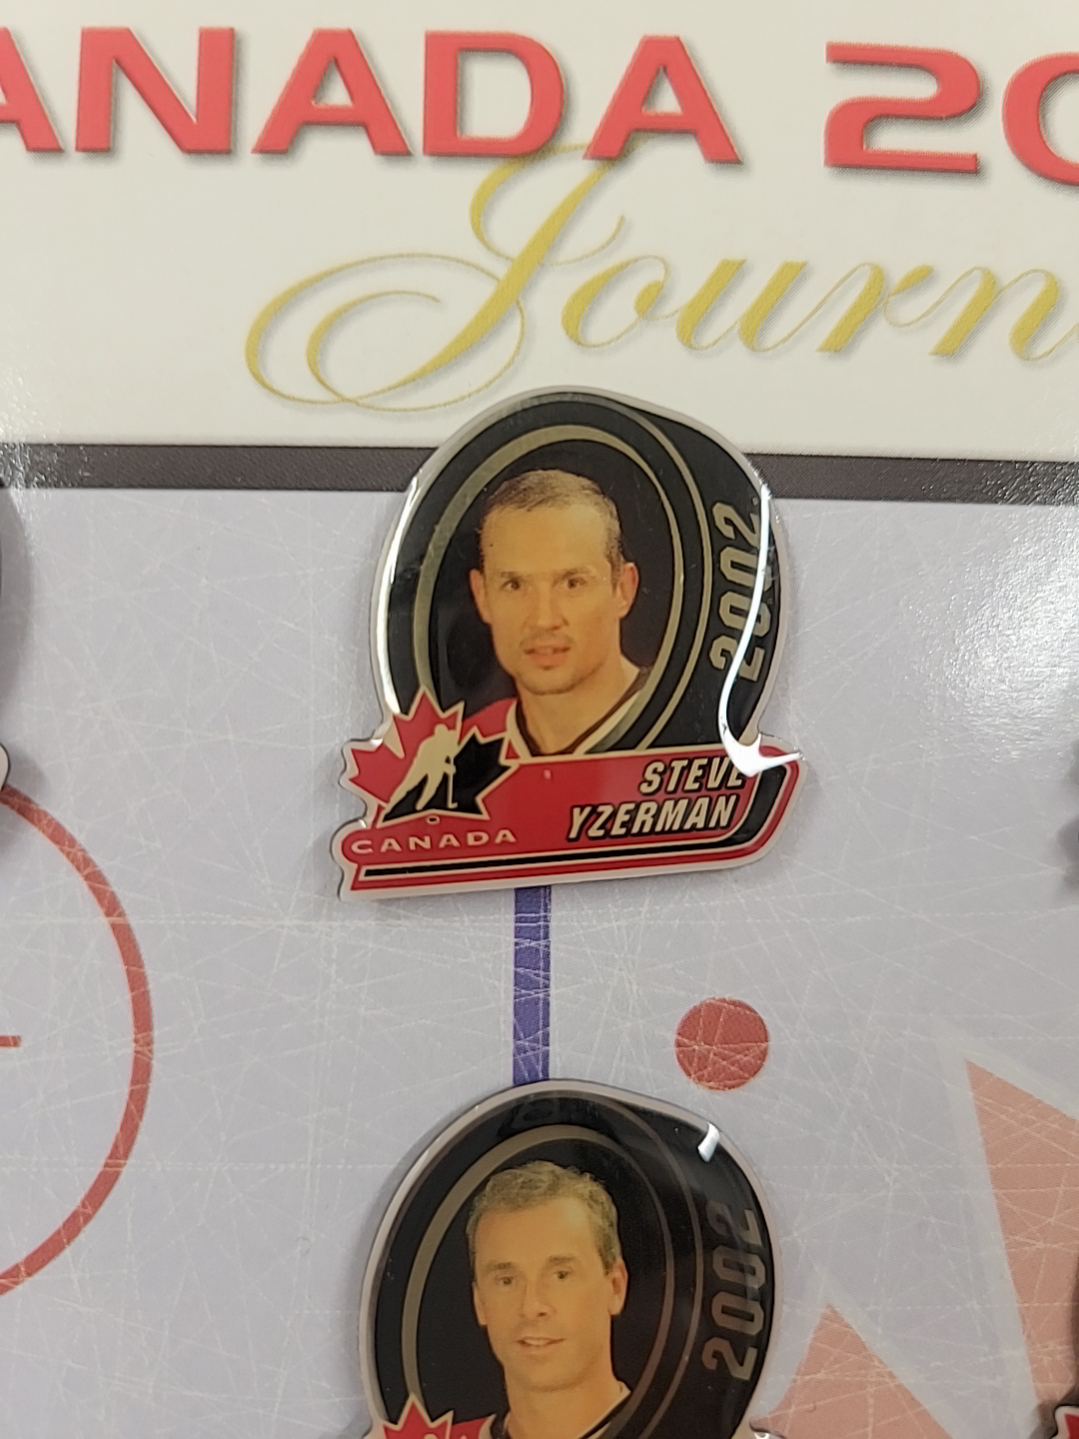 ANADA 20
Journ
2002
STEVE
YZERMAN
CANADA
2002